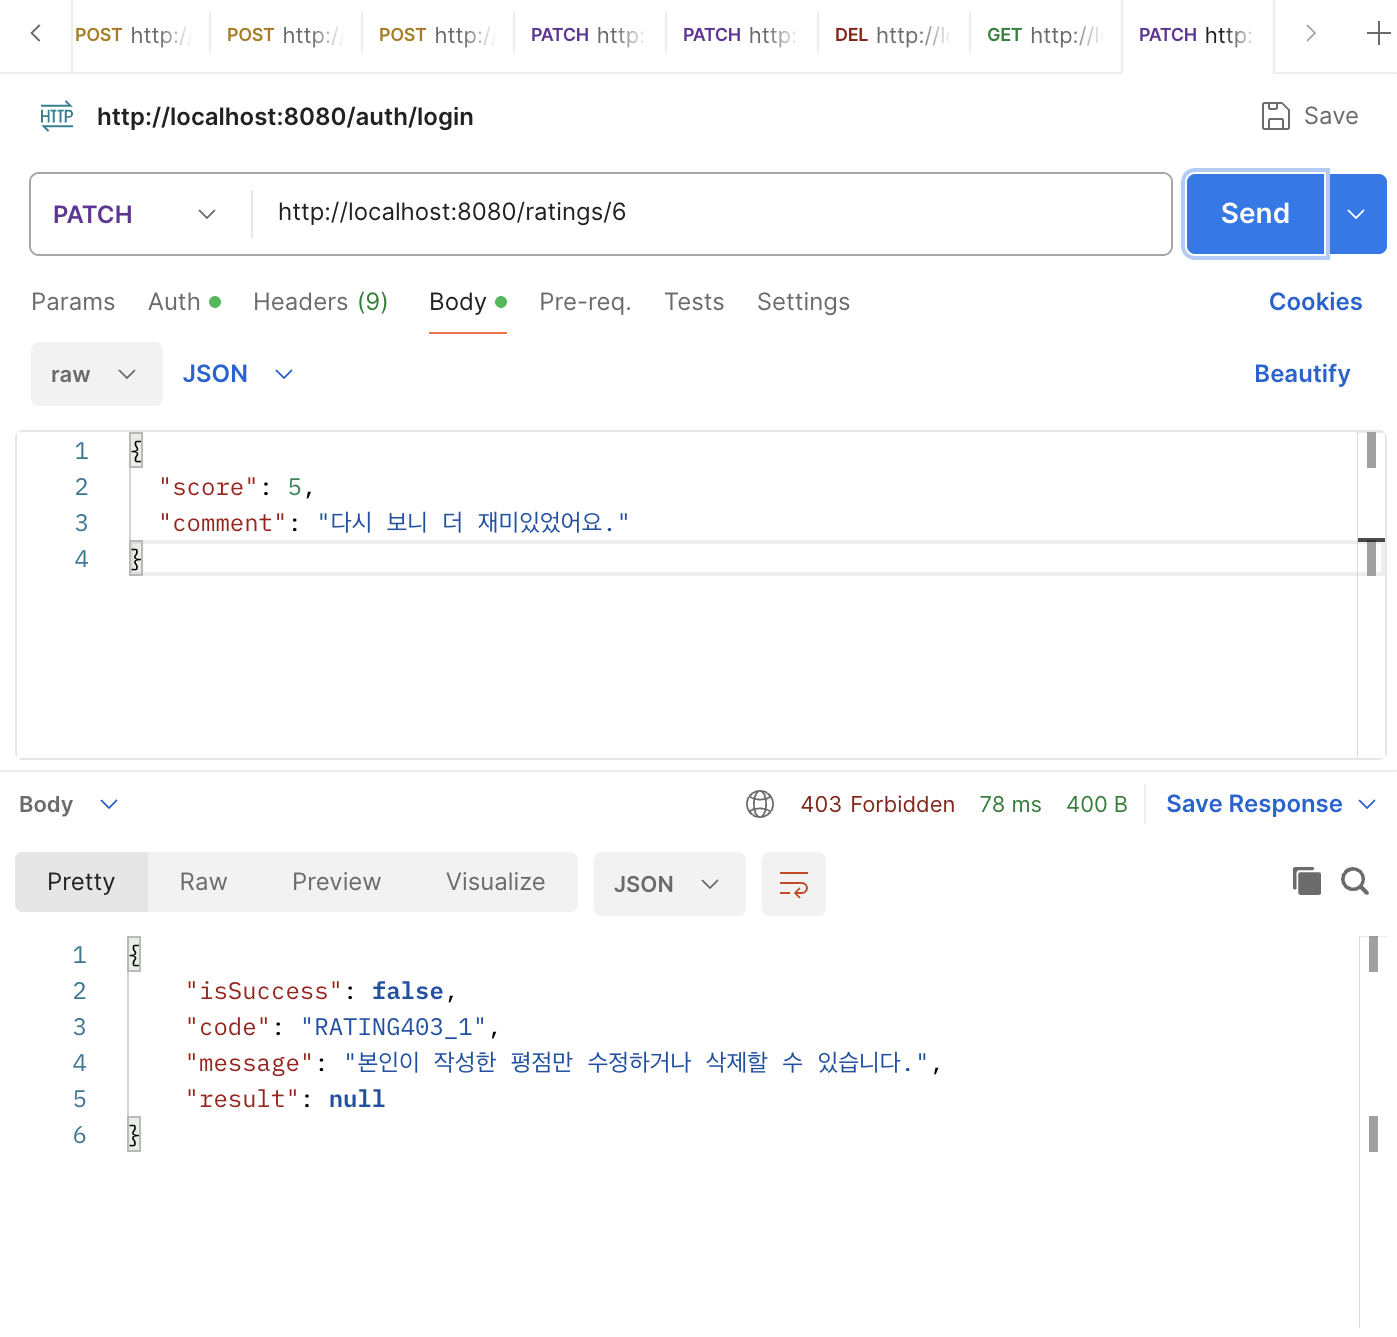 POST http:/
POST http:/
POST http:/
PATCH http:
PATCH http:
DEL http://l
GET http://l
PATCH http:
HTTP http://localhost:8080/auth/login
Save
PATCH http://localhost:8080/ratings/6
Send
Params Auth Headers (9) Body Pre-req. Tests Settings Cookies
raw JSON Beautify
1 {
2 "score": 5,
3 "comment": "다시 보니 더 재미있었어요."
4 }
Body 403 Forbidden 78 ms 400 B Save Response
Pretty Raw Preview Visualize JSON
1 {
2 "isSuccess": false,
3 "code": "RATING403_1",
4 "message": "본인이 작성한 평점만 수정하거나 삭제할 수 있습니다.",
5 "result": null
6 }